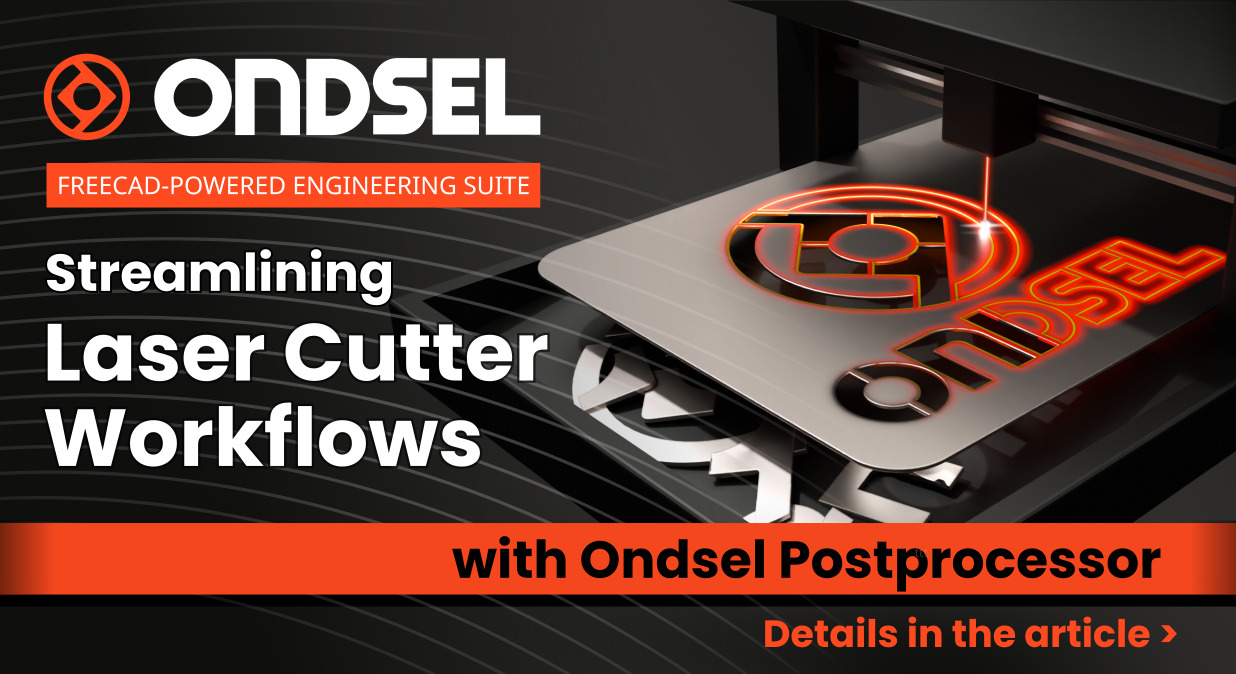 ONDSEL
FREECAD-POWERED ENGINEERING SUITE
Streamlining
Laser Cutter
Workflows
ONDSEL
with Ondsel Postprocessor
Details in the article >